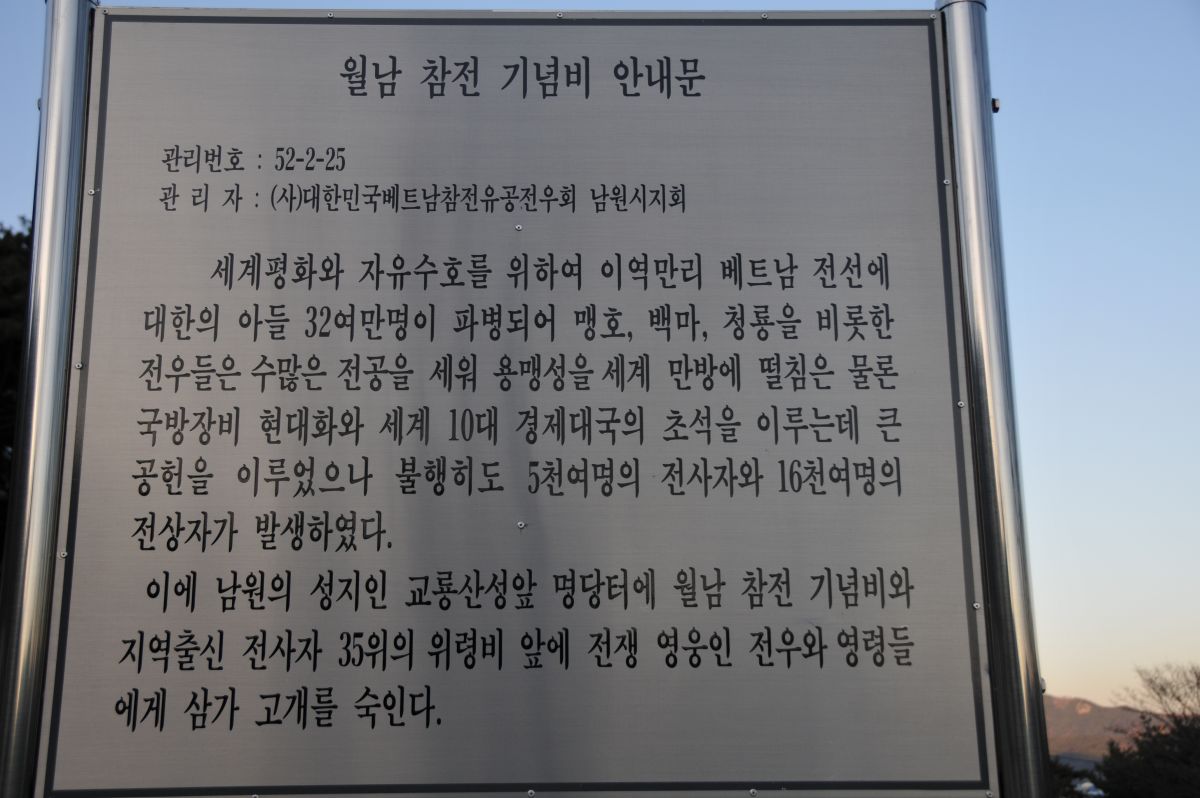 월남 참전 기념비 안내문
관리번호 : 52-2-25
관 리 자 : (사)대한민국베트남참전유공전우회 남원시지회
세계평화와 자유수호를 위하여 이역만리 베트남 전선에
대한의 아들 32여만명이 파병되어 맹호, 백마, 청룡을 비롯한
전우들은 수많은 전공을 세워 용맹성을 세계 만방에 떨침은 물론
국방장비 현대화와 세계 10대 경제대국의 초석을 이루는데 큰
공헌을 이루었으나 불행히도 5천여명의 전사자와 16천여명의
전상자가 발생하였다.
이에 남원의 성지인 교룡산성앞 명당터에 월남 참전 기념비와
지역출신 전사자 35위의 위령비 앞에 전쟁 영웅인 전우와 영령들
에게 삼가 고개를 숙인다.